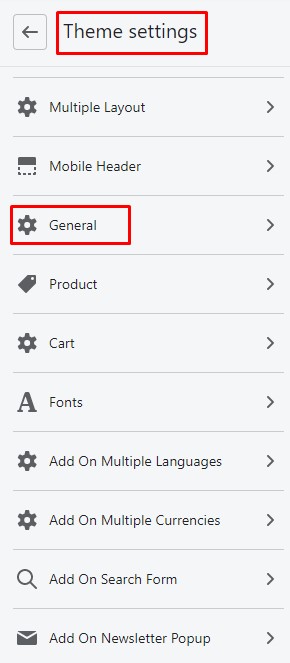 Theme settings
Multiple Layout
Mobile Header
General
Product
Cart
Fonts
Add On Multiple Languages
Add On Multiple Currencies
Add On Search Form
Add On Newsletter Popup